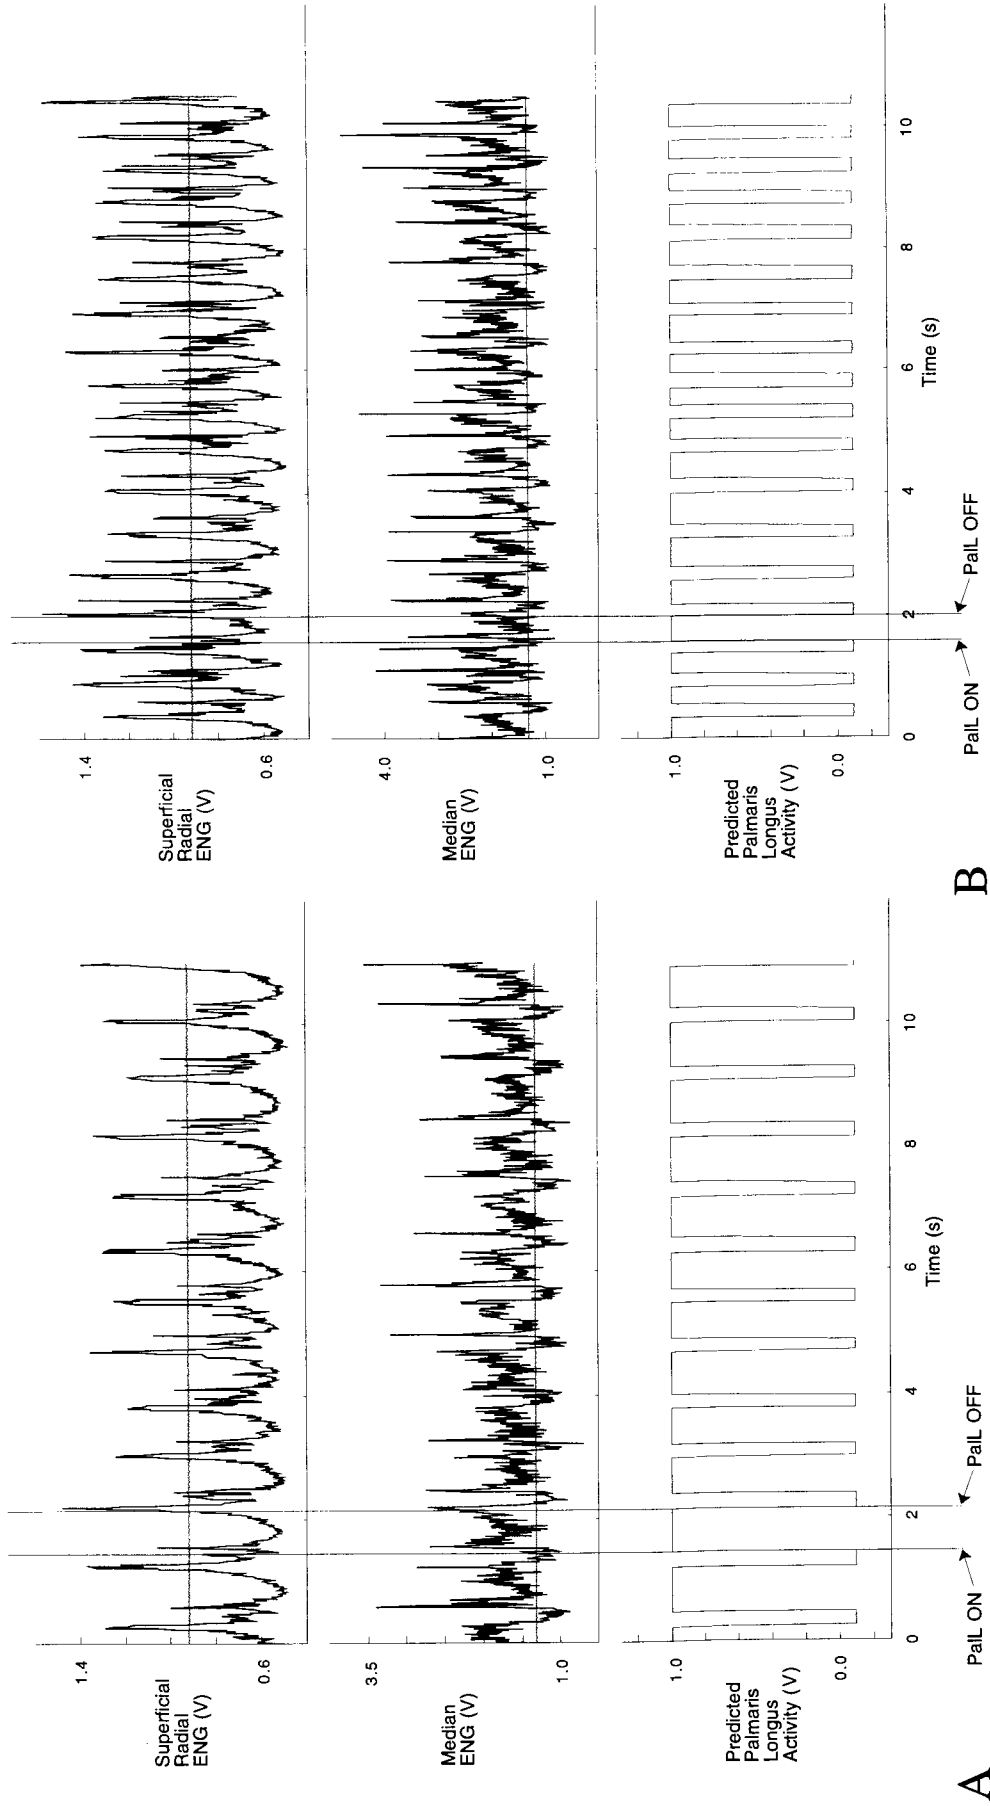 A
1.4
0.6
Superficial
Radial
ENG (V)
3.5
1.0
Median
ENG (V)
1.0
0.0
Predicted
Palmaris
Longus
Activity (V)
0
2
4
6
8
10
Time (s)
PalL ON
PalL OFF
B
1.4
0.6
Superficial
Radial
ENG (V)
4.0
1.0
Median
ENG (V)
1.0
0.0
Predicted
Palmaris
Longus
Activity (V)
0
2
4
6
8
10
Time (s)
PalL ON
PalL OFF